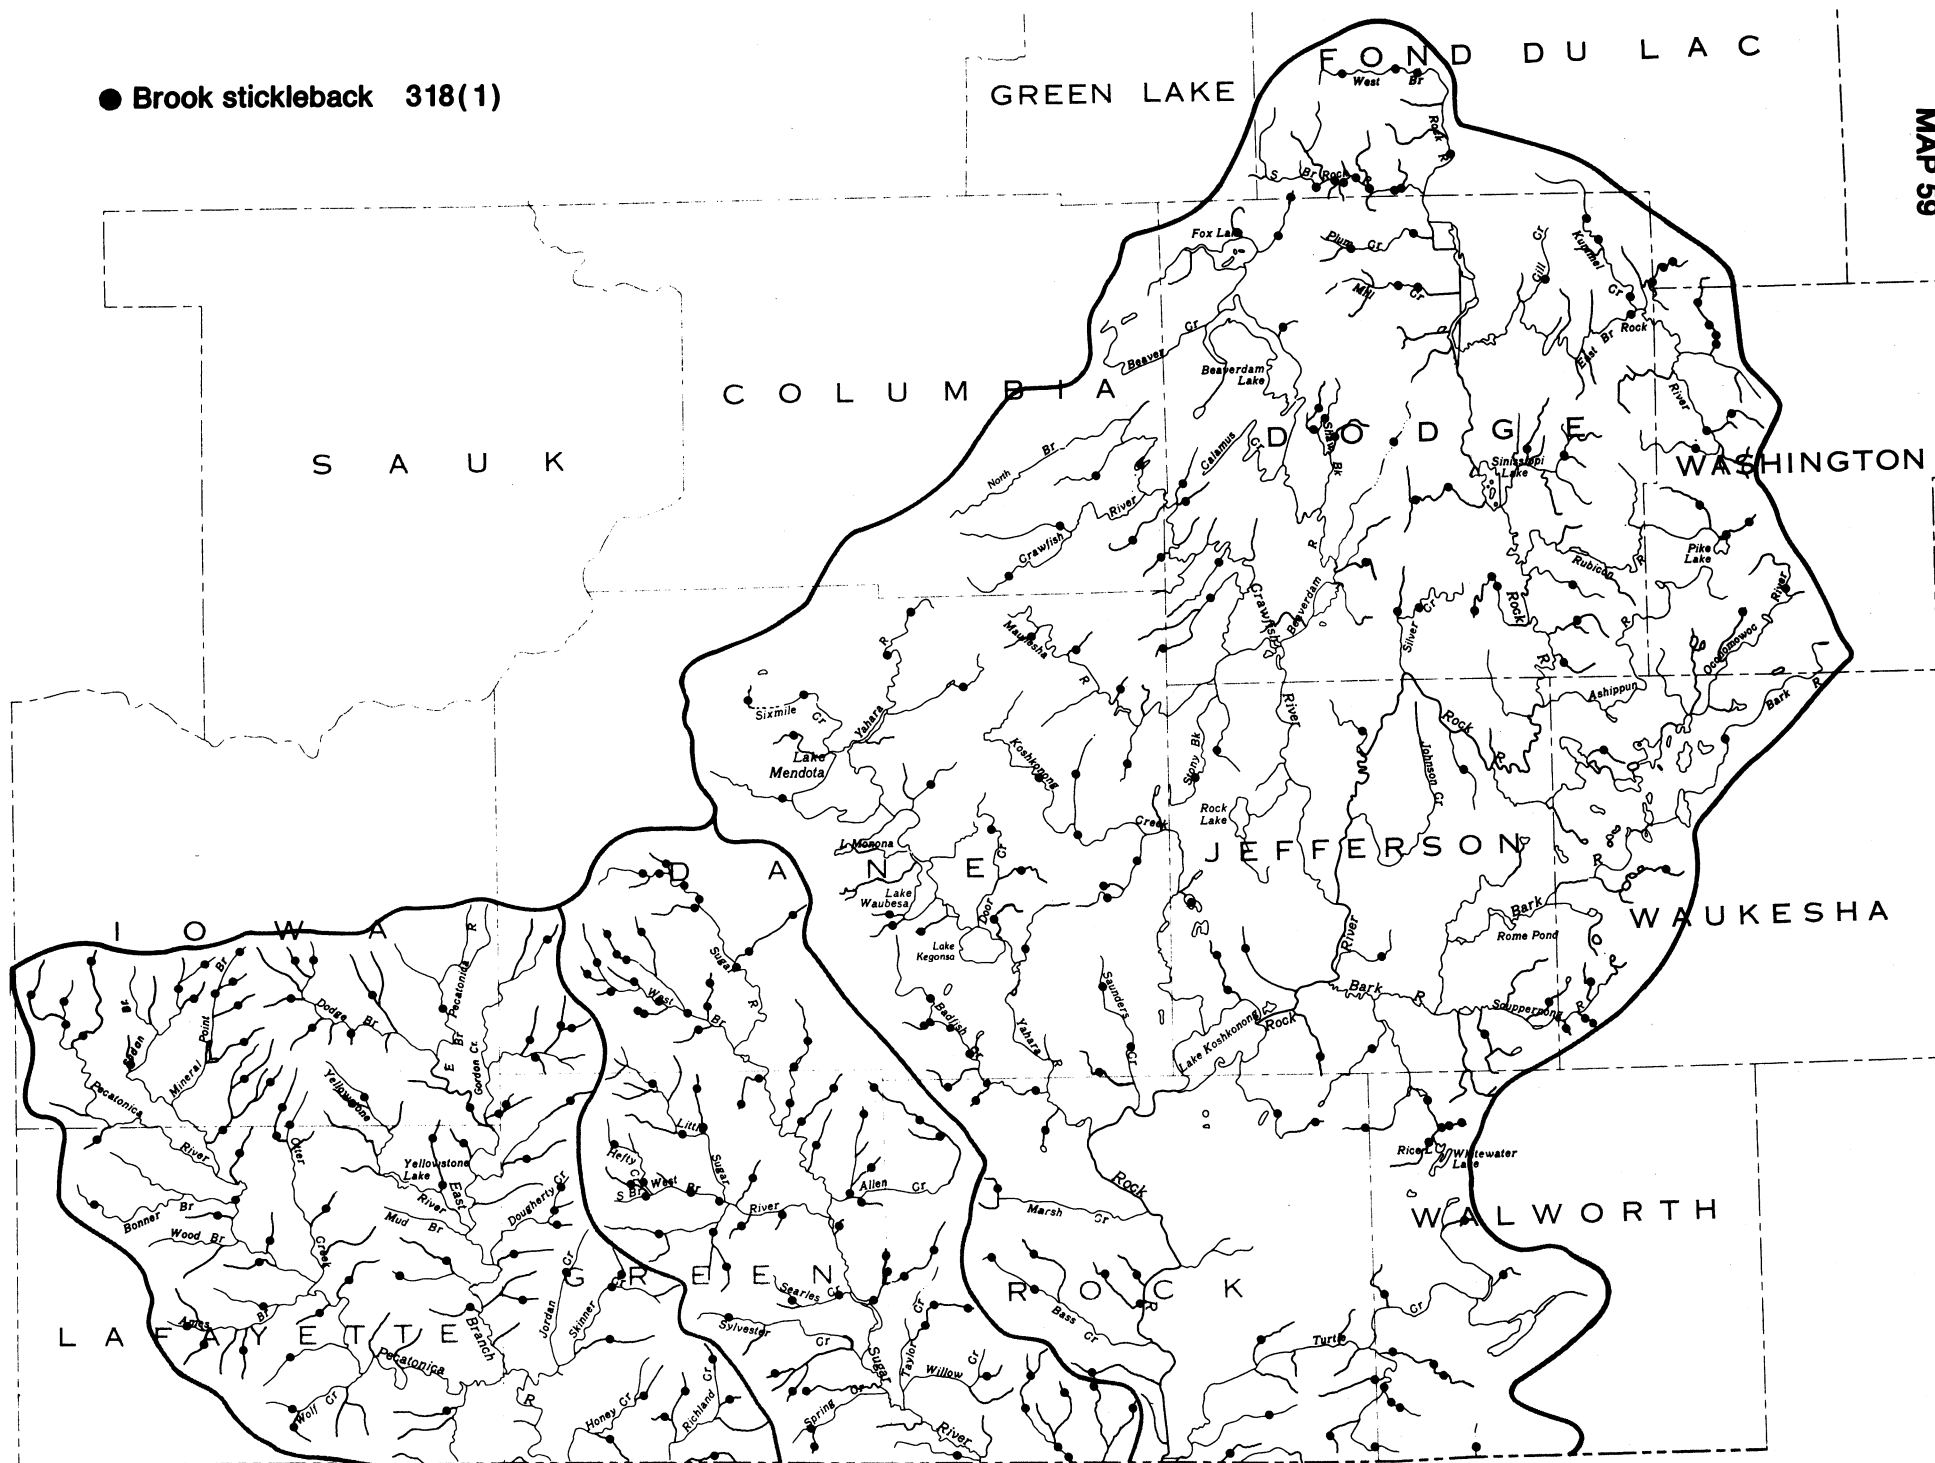 FOND DU LAC
GREEN LAKE
● Brook stickleback 318(1)
MAP 59
West Br
Rock R
S Br Rock R
Fox Lake
Plum Cr
Mill Cr
Gill Cr
Kummel Cr
East Br Rock River
Beaver Cr
Beaverdam Lake
COLUMBIA
SAUK
DODGE
WASHINGTON
North Br
Calamus Cr
Shaw Bk
Sinissippi Lake
Crawfish River
Pike Lake
Rubicon R
Beaverdam R
Crawfish River
Silver Cr
Rock R
Oconomowoc River
Maunesha R
Yahara R
Sixmile Cr
Ashippun R
Bark R
Lake Mendota
Koshkonong Creek
Stony Bk
Johnson Cr
Rock R
Rock Lake
L Monona
JEFFERSON
DANE
Lake Waubesa
Door Cr
Lake Kegonsa
River
Bark R
Rome Pond
WAUKESHA
IOWA
Sugar R
West Br
Pecatonica R
E Br
Dodge Br
Mineral Point Br
Gordon Cr
Badfish Cr
Yahara R
Saunders Cr
Lake Koshkonong
Rock
Bark R
Scuppernong R
Pecatonica River
Yellowstone
Little Sugar
Otter Creek
Hefty Cr
S Br West Br
River
Allen Cr
Yellowstone Lake
River
East Branch
Rice L
Whitewater Lake
Bonner Br
Wood Br
Mud Br
Dougherty Cr
Marsh Cr
Rock
WALWORTH
GREEN
ROCK
Searles Cr
Jordan Cr
Skinner Cr
Sylvester Cr
Bass Cr
R
Turtle Cr
LAFAYETTE
Ames Br
Pecatonica
R
Sugar River
Taylor Cr
Willow Cr
Wolf Cr
Honey Cr
Richland Cr
Spring Cr